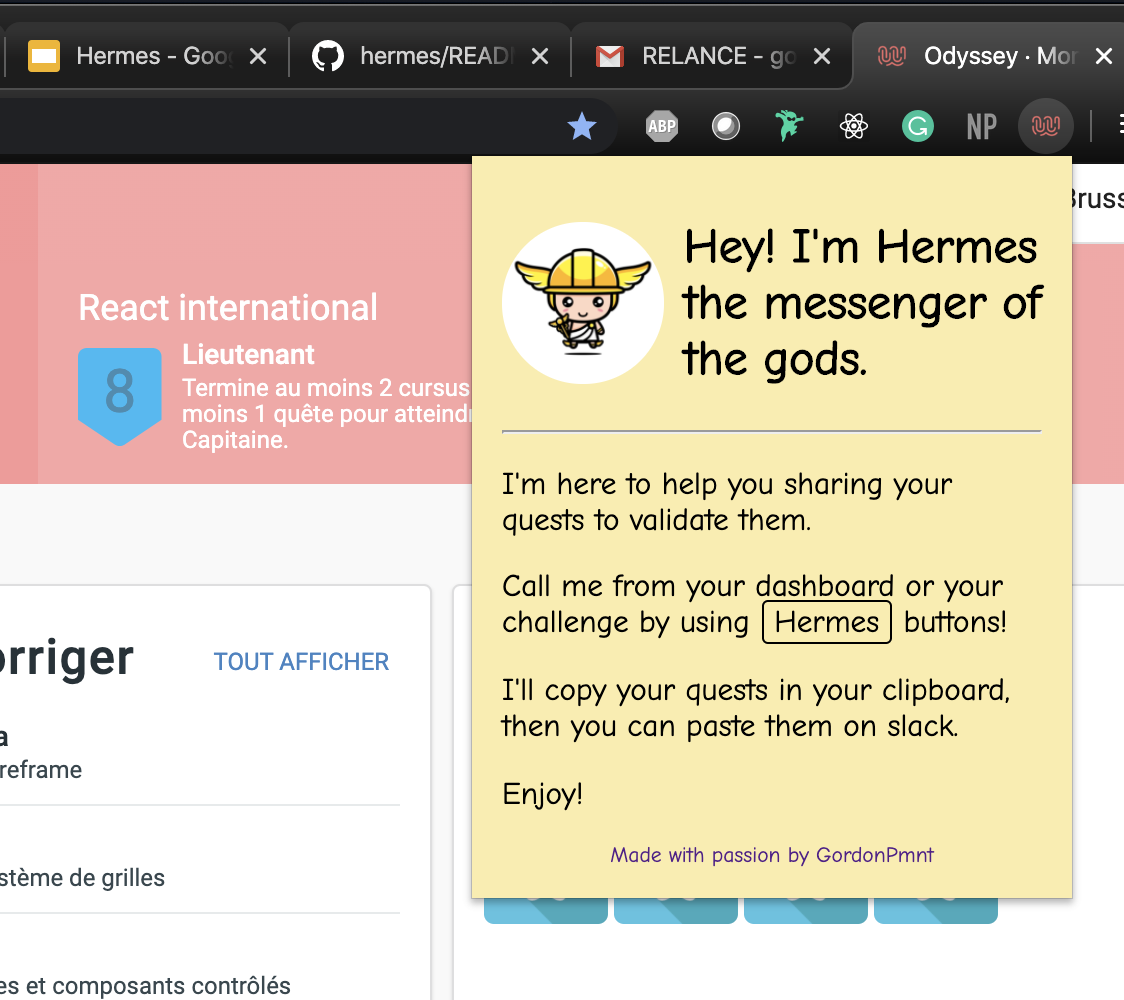 Hermes - Goo
hermes/READ
RELANCE - go
Odyssey · Mor
ABP
G
NP
Hey! I'm Hermes
the messenger of
the gods.
React international
8
Lieutenant
Termine au moins 2 cursus
moins 1 quête pour atteind
Capitaine.
I'm here to help you sharing your
quests to validate them.
Call me from your dashboard or your
challenge by using Hermes buttons!
I'll copy your quests in your clipboard,
then you can paste them on slack.
Enjoy!
Made with passion by GordonPmnt
Bruss
orriger
TOUT AFFICHER
a
reframe
stème de grilles
es et composants contrôlés